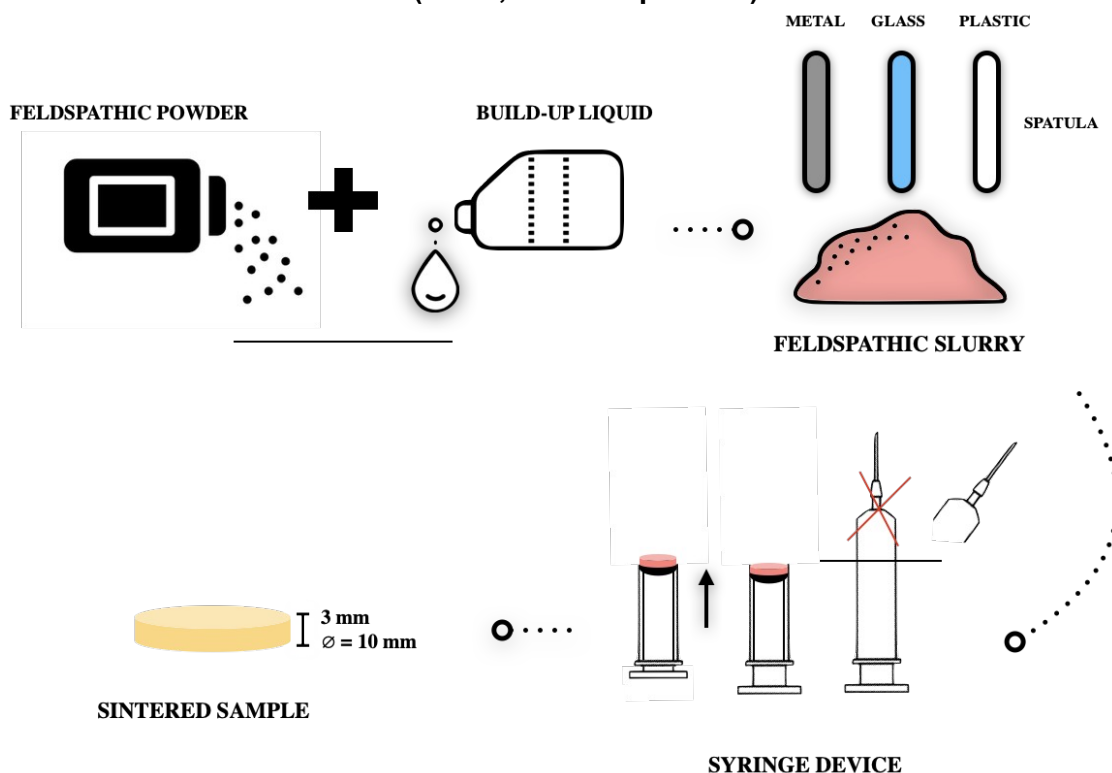 METAL GLASS PLASTIC
FELDSPATHIC POWDER
BUILD-UP LIQUID
SPATULA
FELDSPATHIC SLURRY
3 mm
⌀ = 10 mm
SINTERED SAMPLE
SYRINGE DEVICE